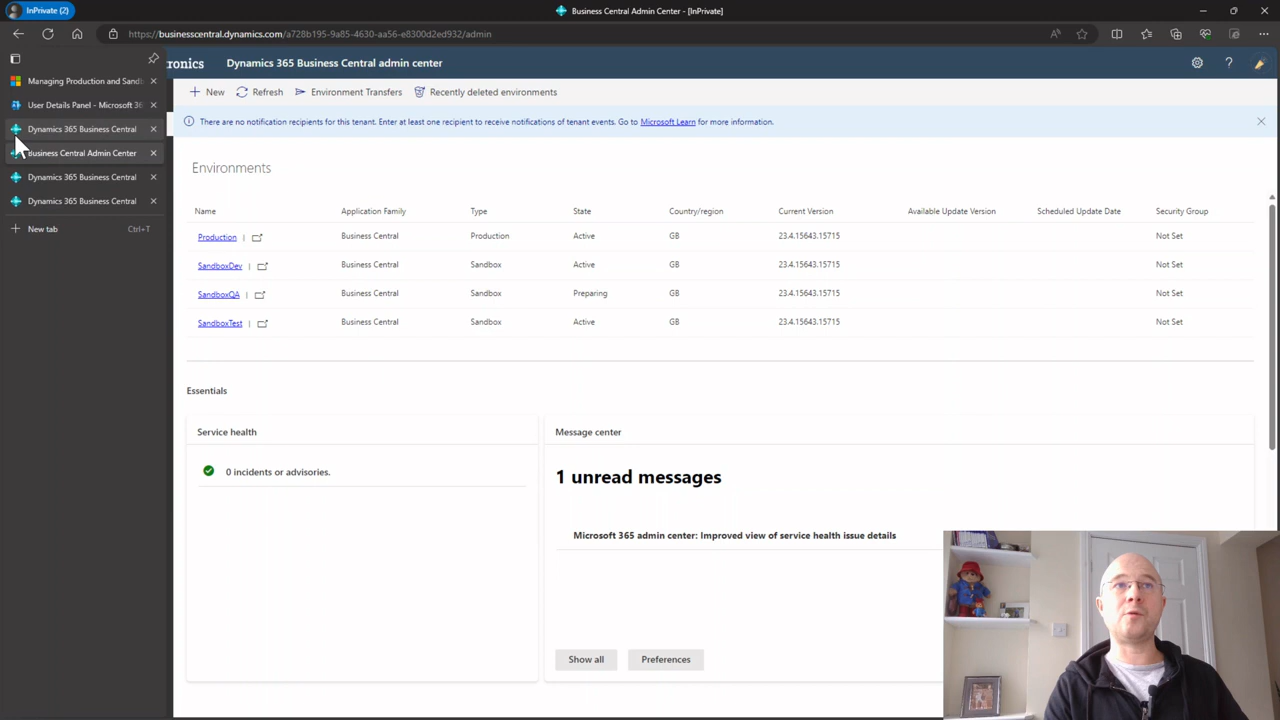 InPrivate (2)
Business Central Admin Center - [InPrivate]
https://businesscentral.dynamics.com/a728b195-9a85-4630-aa56-e8300d2ed932/admin
Managing Production and Sandb
User Details Panel - Microsoft 36
Dynamics 365 Business Central
Business Central Admin Center
Dynamics 365 Business Central
Dynamics 365 Business Central
New tab Ctrl+T
ronics Dynamics 365 Business Central admin center
New Refresh Environment Transfers Recently deleted environments
There are no notification recipients for this tenant. Enter at least one recipient to receive notifications of tenant events. Go to Microsoft Learn for more information.
Environments
Name Application Family Type State Country/region Current Version Available Update Version Scheduled Update Date Security Group
Production | Business Central Production Active GB 23.4.15643.15715 Not Set
SandboxDev | Business Central Sandbox Active GB 23.4.15643.15715 Not Set
SandboxQA | Business Central Sandbox Preparing GB 23.4.15643.15715 Not Set
SandboxTest | Business Central Sandbox Active GB 23.4.15643.15715 Not Set
Essentials
Service health
0 incidents or advisories.
Message center
1 unread messages
Microsoft 365 admin center: Improved view of service health issue details
Show all Preferences